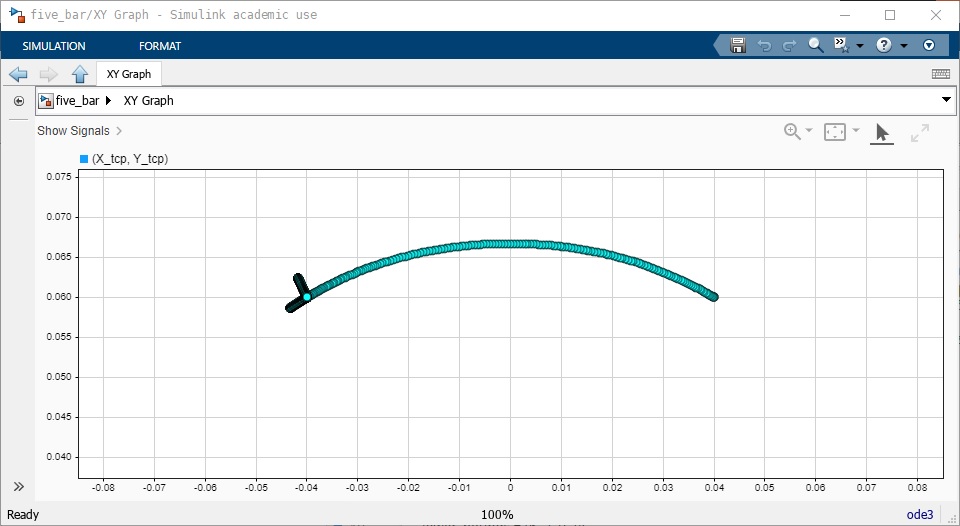 five_bar/XY Graph - Simulink academic use
SIMULATION FORMAT
XY Graph
five_bar XY Graph
Show Signals
(X_tcp, Y_tcp)
0.075
0.070
0.065
0.060
0.055
0.050
0.045
0.040
-0.08 -0.07 -0.06 -0.05 -0.04 -0.03 -0.02 -0.01 0 0.01 0.02 0.03 0.04 0.05 0.06 0.07 0.08
Ready 100% ode3